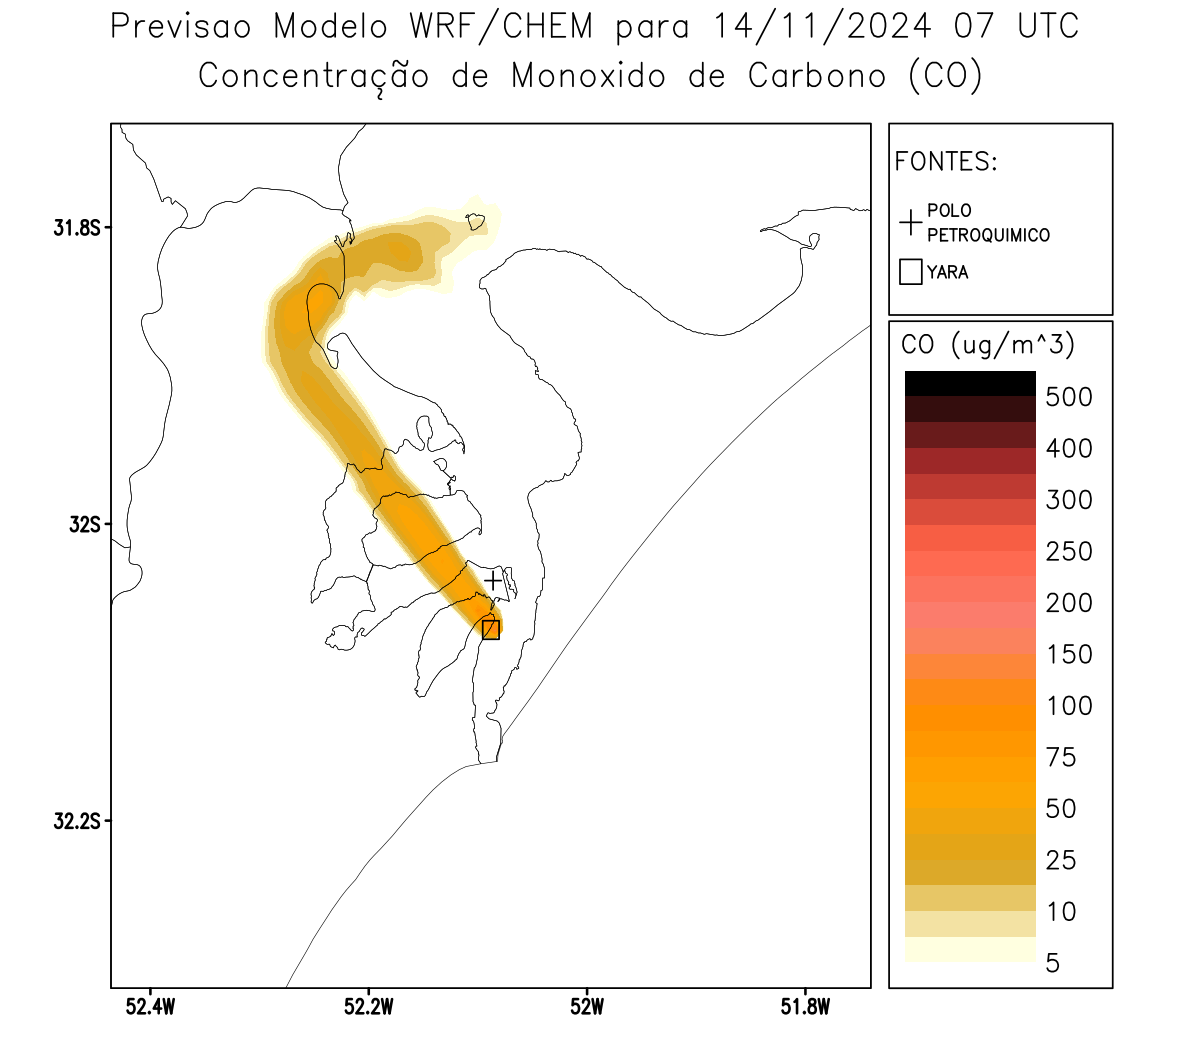 Previsao Modelo WRF/CHEM para 14/11/2024 07 UTC
Concentração de Monoxido de Carbono (CO)
FONTES:
POLO
PETROQUIMICO
YARA
31.8S
32S
32.2S
52.4W
52.2W
52W
51.8W
CO (ug/m^3)
500
400
300
250
200
150
100
75
50
25
10
5